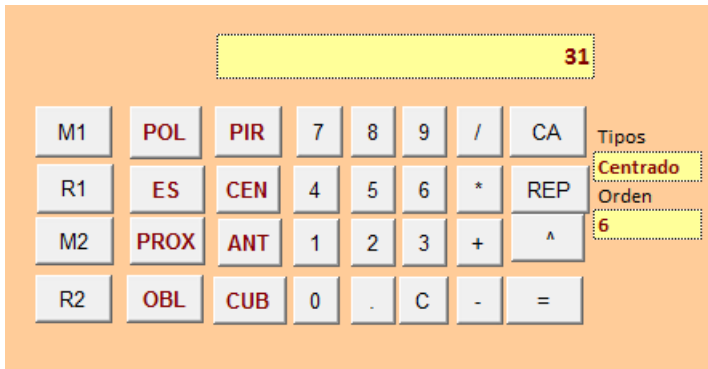 31
M1 POL PIR 7 8 9 / CA
Tipos
R1 ES CEN 4 5 6 * REP
Centrado
Orden
M2 PROX ANT 1 2 3 + ^
6
R2 OBL CUB 0 . C - =